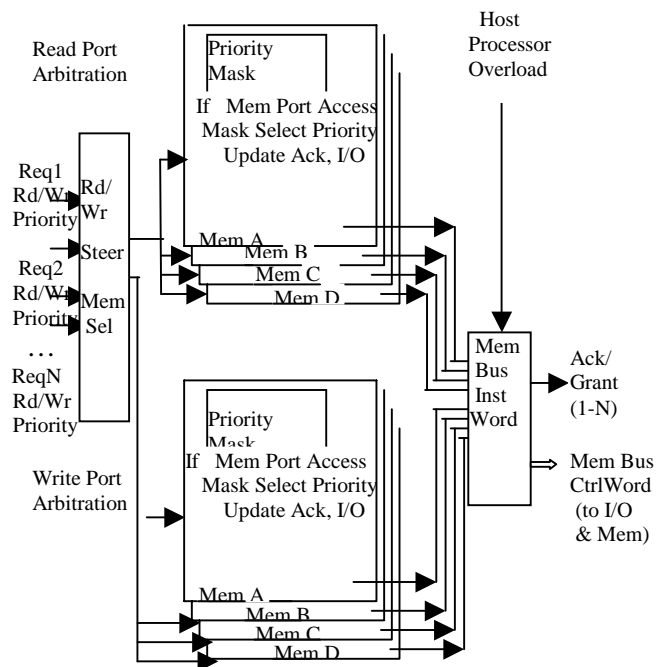 Read Port
Arbitration
Host
Processor
Overload
Priority
Mask
If Mem Port Access
Mask Select Priority
Update Ack, I/O
Mem A
Mem B
Mem C
Mem D
Req1
Rd/Wr
Priority
Req2
Rd/Wr
Priority
…
ReqN
Rd/Wr
Priority
Rd/
Wr
Steer
Mem
Sel
Mem
Bus
Inst
Word
Ack/
Grant
(1-N)
Mem Bus
CtrlWord
(to I/O
& Mem)
Write Port
Arbitration
Priority
Mask
If Mem Port Access
Mask Select Priority
Update Ack, I/O
Mem A
Mem B
Mem C
Mem D